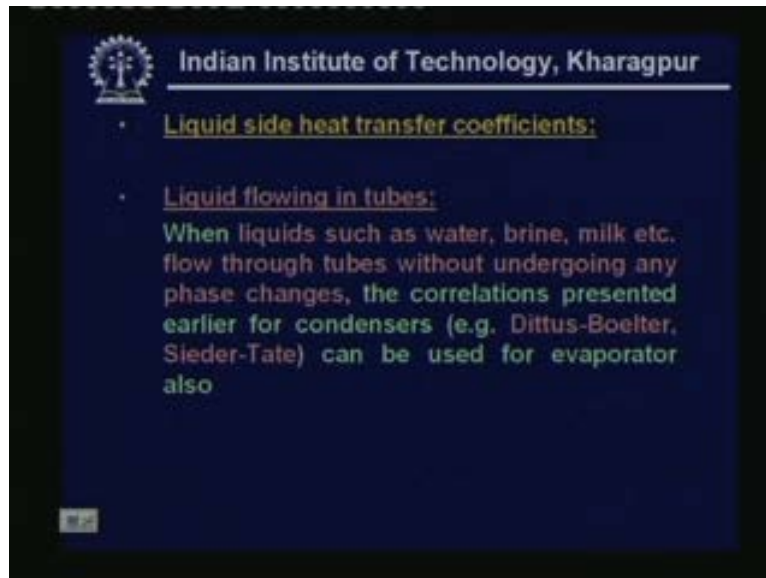 Indian Institute of Technology, Kharagpur
Liquid side heat transfer coefficients:
Liquid flowing in tubes:
When liquids such as water, brine, milk etc.
flow through tubes without undergoing any
phase changes, the correlations presented
earlier for condensers (e.g. Dittus-Boelter,
Sieder-Tate) can be used for evaporator
also